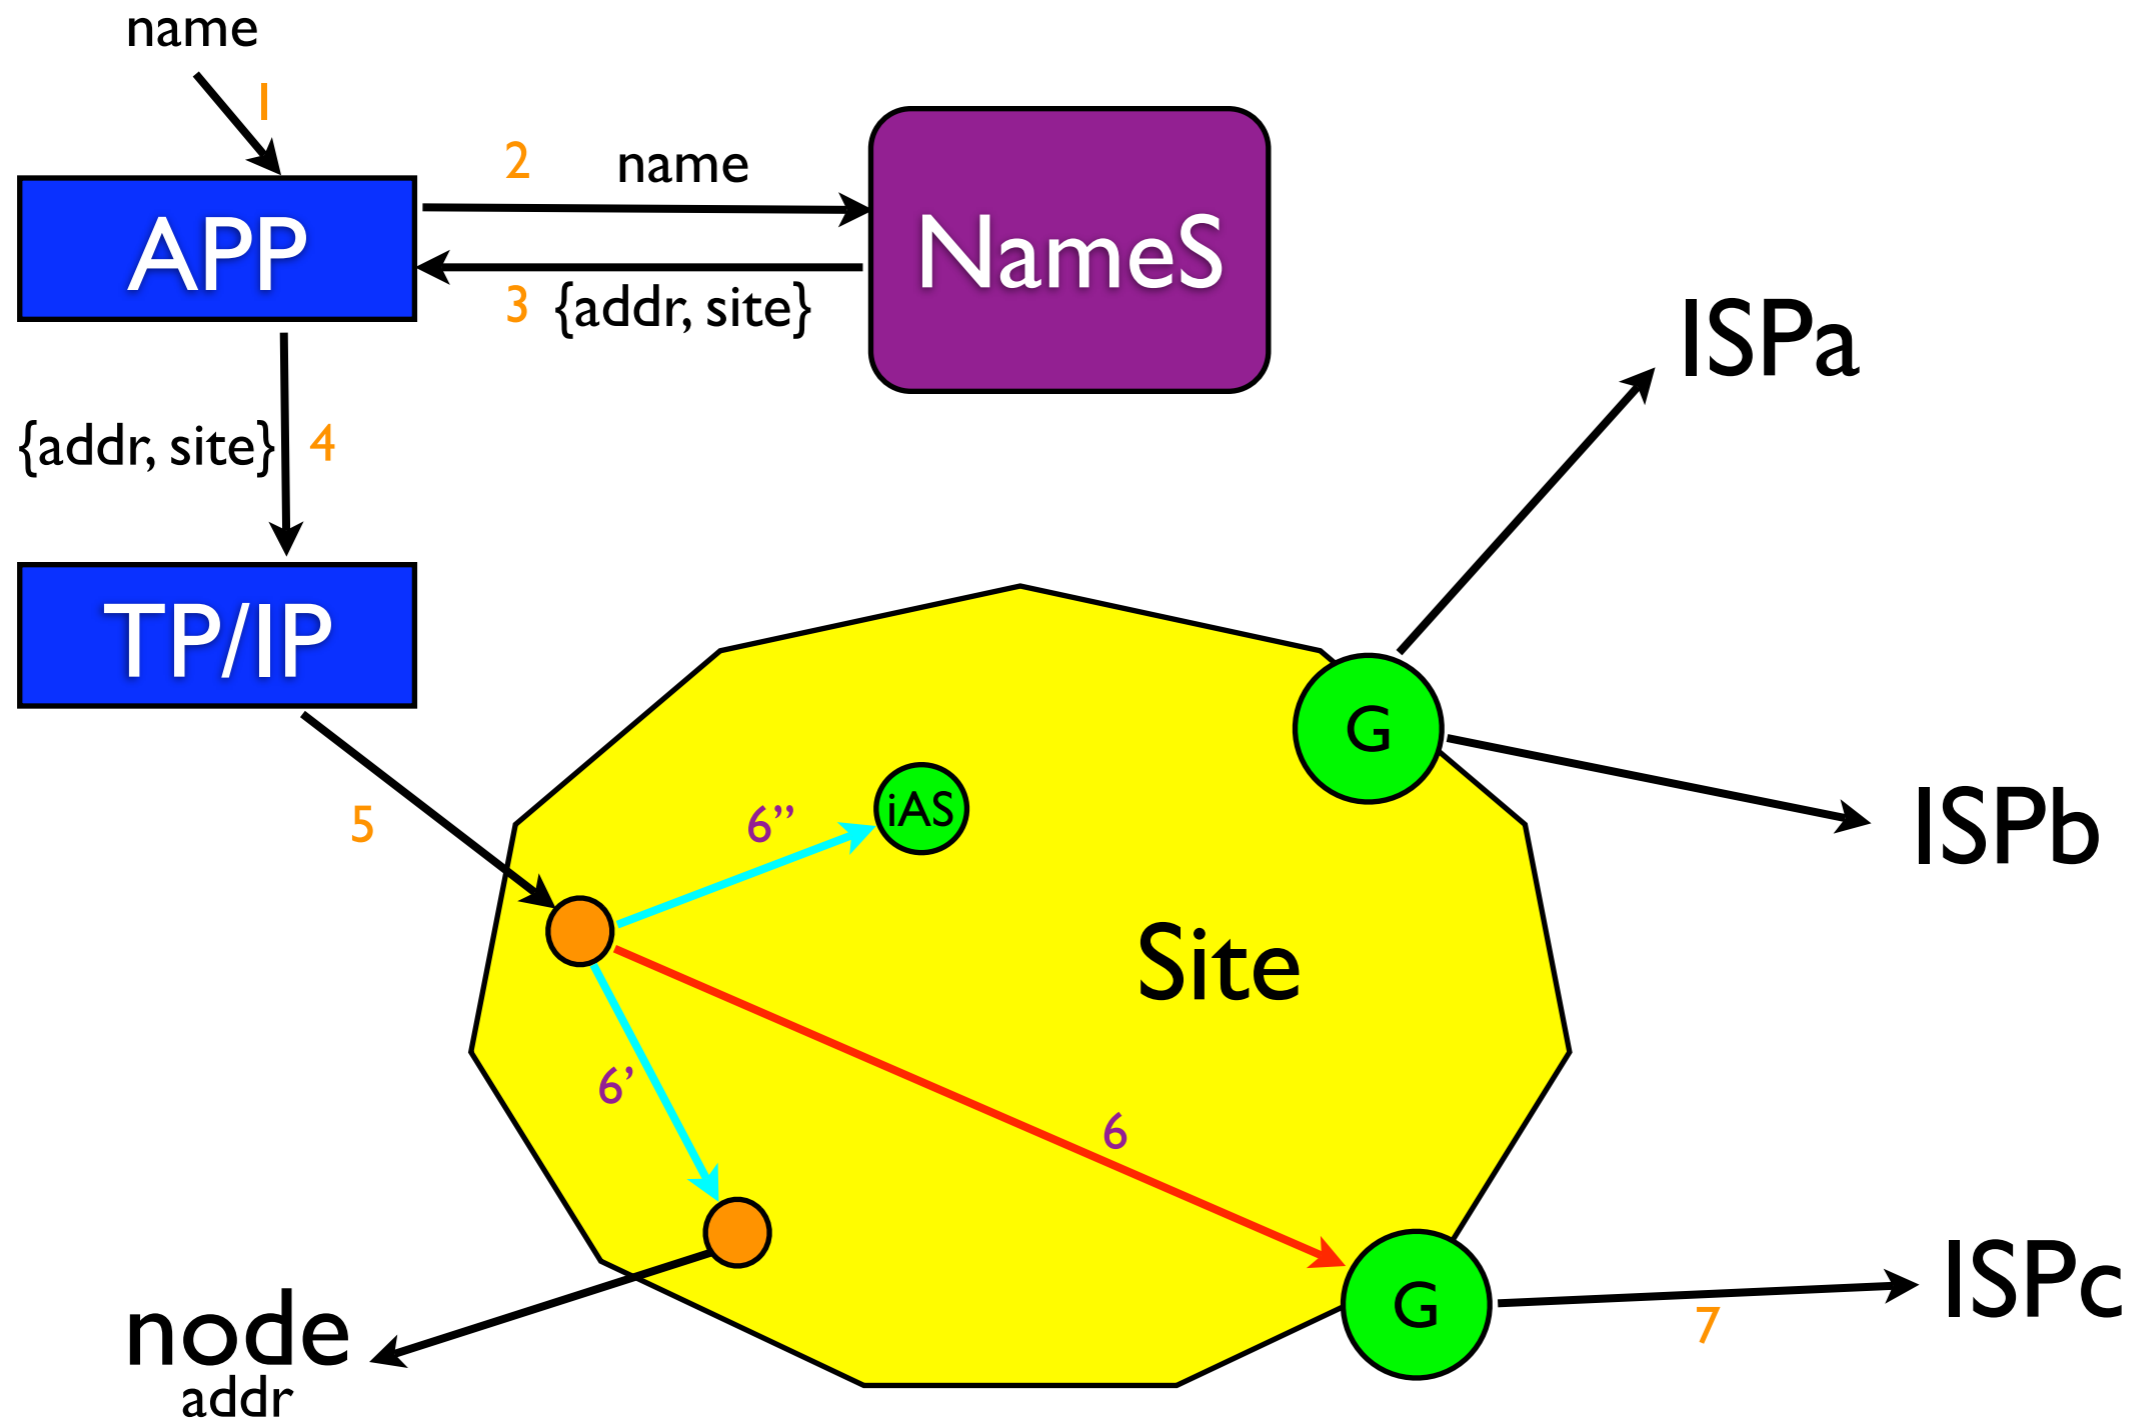 name
1
2 name
APP
NameS
3 {addr, site}
ISPa
{addr, site} 4
TP/IP
G
5
6’’
iAS
ISPb
Site
6’
6
node
addr
G
7
ISPc